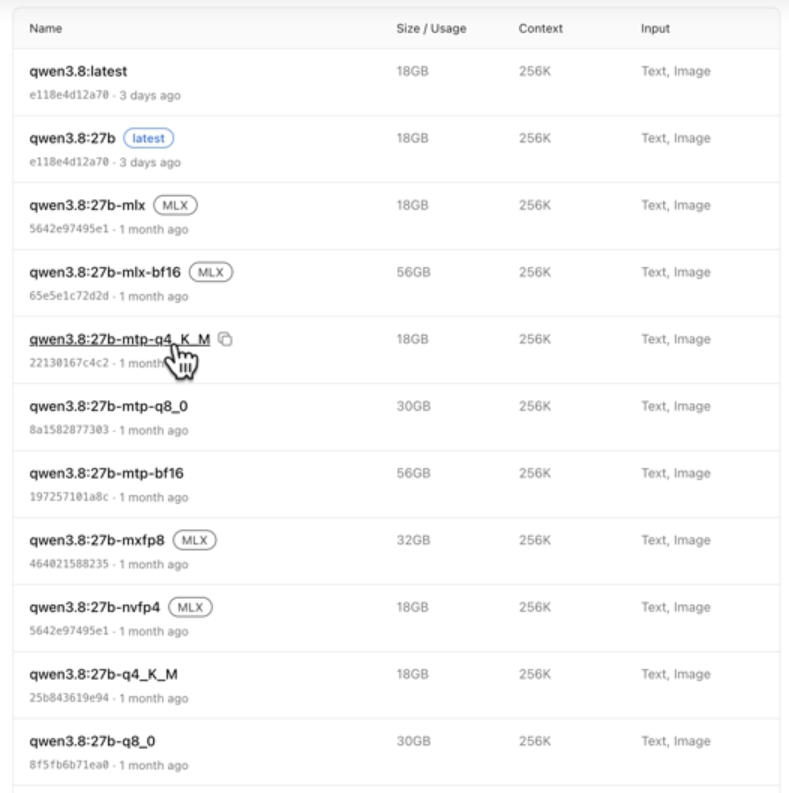 Name Size / Usage Context Input
qwen3.8:latest 18GB 256K Text, Image
e118e4d12a70 · 3 days ago
qwen3.8:27b latest 18GB 256K Text, Image
e118e4d12a70 · 3 days ago
qwen3.8:27b-mlx MLX 18GB 256K Text, Image
5642e97495e1 · 1 month ago
qwen3.8:27b-mlx-bf16 MLX 56GB 256K Text, Image
65e5e1c72d2d · 1 month ago
qwen3.8:27b-mtp-q4_K_M 18GB 256K Text, Image
22130167c4c2 · 1 month
qwen3.8:27b-mtp-q8_0 30GB 256K Text, Image
8a1582877303 · 1 month ago
qwen3.8:27b-mtp-bf16 56GB 256K Text, Image
197257101a8c · 1 month ago
qwen3.8:27b-mxfp8 MLX 32GB 256K Text, Image
464021588235 · 1 month ago
qwen3.8:27b-nvfp4 MLX 18GB 256K Text, Image
5642e97495e1 · 1 month ago
qwen3.8:27b-q4_K_M 18GB 256K Text, Image
25b843619e94 · 1 month ago
qwen3.8:27b-q8_0 30GB 256K Text, Image
8f5fb6b71ea0 · 1 month ago